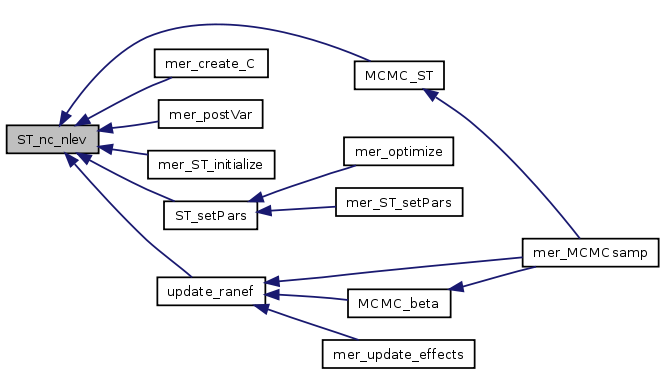 mer_create_C
MCMC_ST
mer_postVar
ST_nc_nlev
mer_optimize
mer_ST_initialize
mer_ST_setPars
ST_setPars
mer_MCMCsamp
update_ranef
MCMC_beta
mer_update_effects